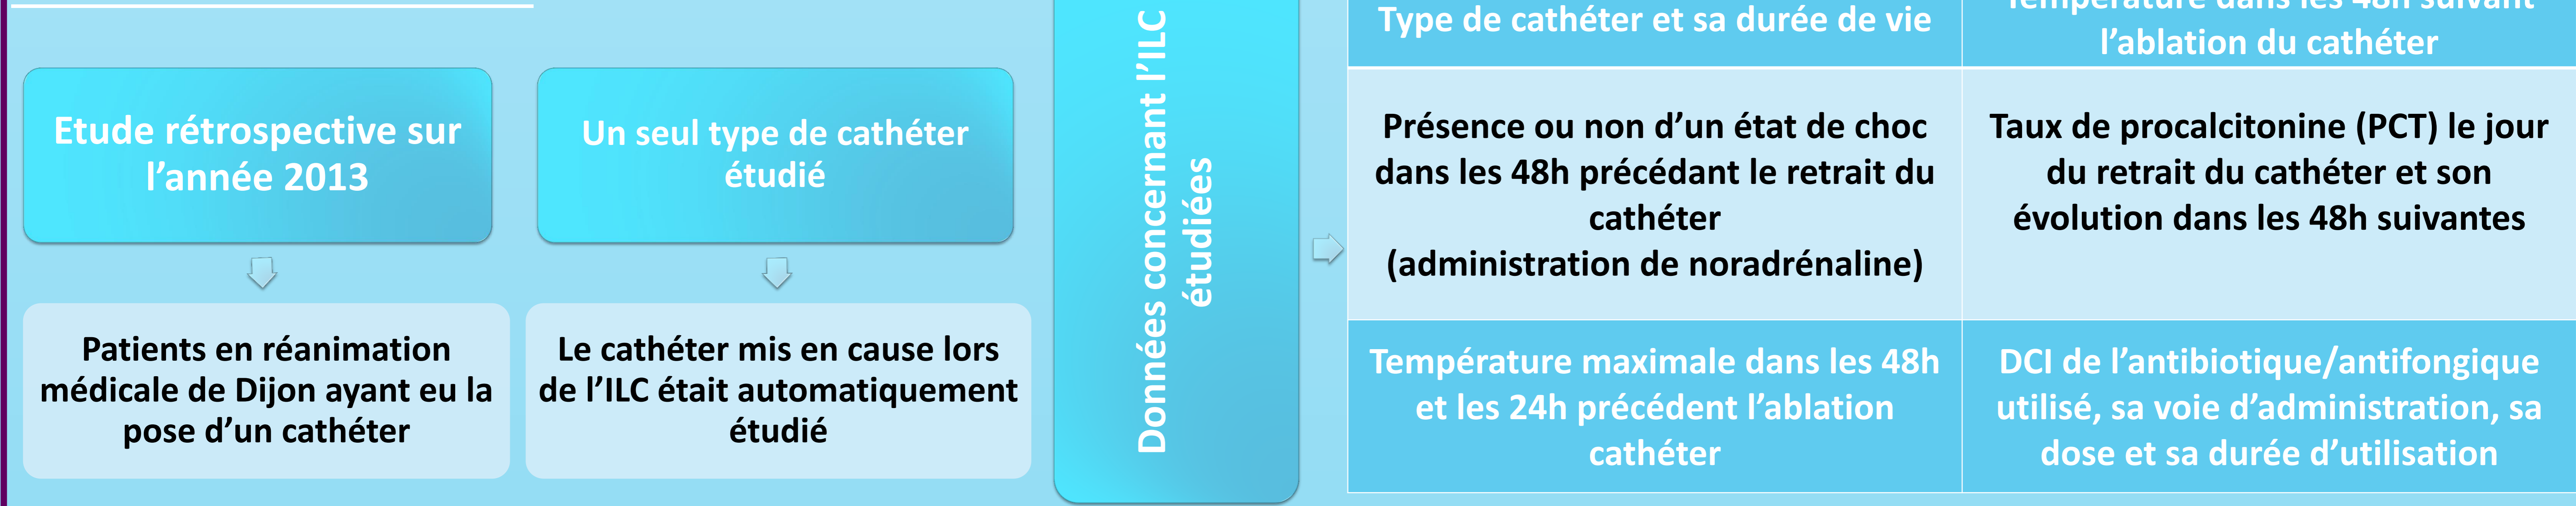 Etude rétrospective sur
l’année 2013
Patients en réanimation
médicale de Dijon ayant eu la
pose d’un cathéter
Un seul type de cathéter
étudié
Le cathéter mis en cause lors
de l’ILC était automatiquement
étudié
Données concernant l’ILC
étudiées
Type de cathéter et sa durée de vie
Température dans les 48h suivant
l’ablation du cathéter
Présence ou non d’un état de choc
dans les 48h précédant le retrait du
cathéter
(administration de noradrénaline)
Taux de procalcitonine (PCT) le jour
du retrait du cathéter et son
évolution dans les 48h suivantes
Température maximale dans les 48h
et les 24h précédent l’ablation
cathéter
DCI de l’antibiotique/antifongique
utilisé, sa voie d’administration, sa
dose et sa durée d’utilisation